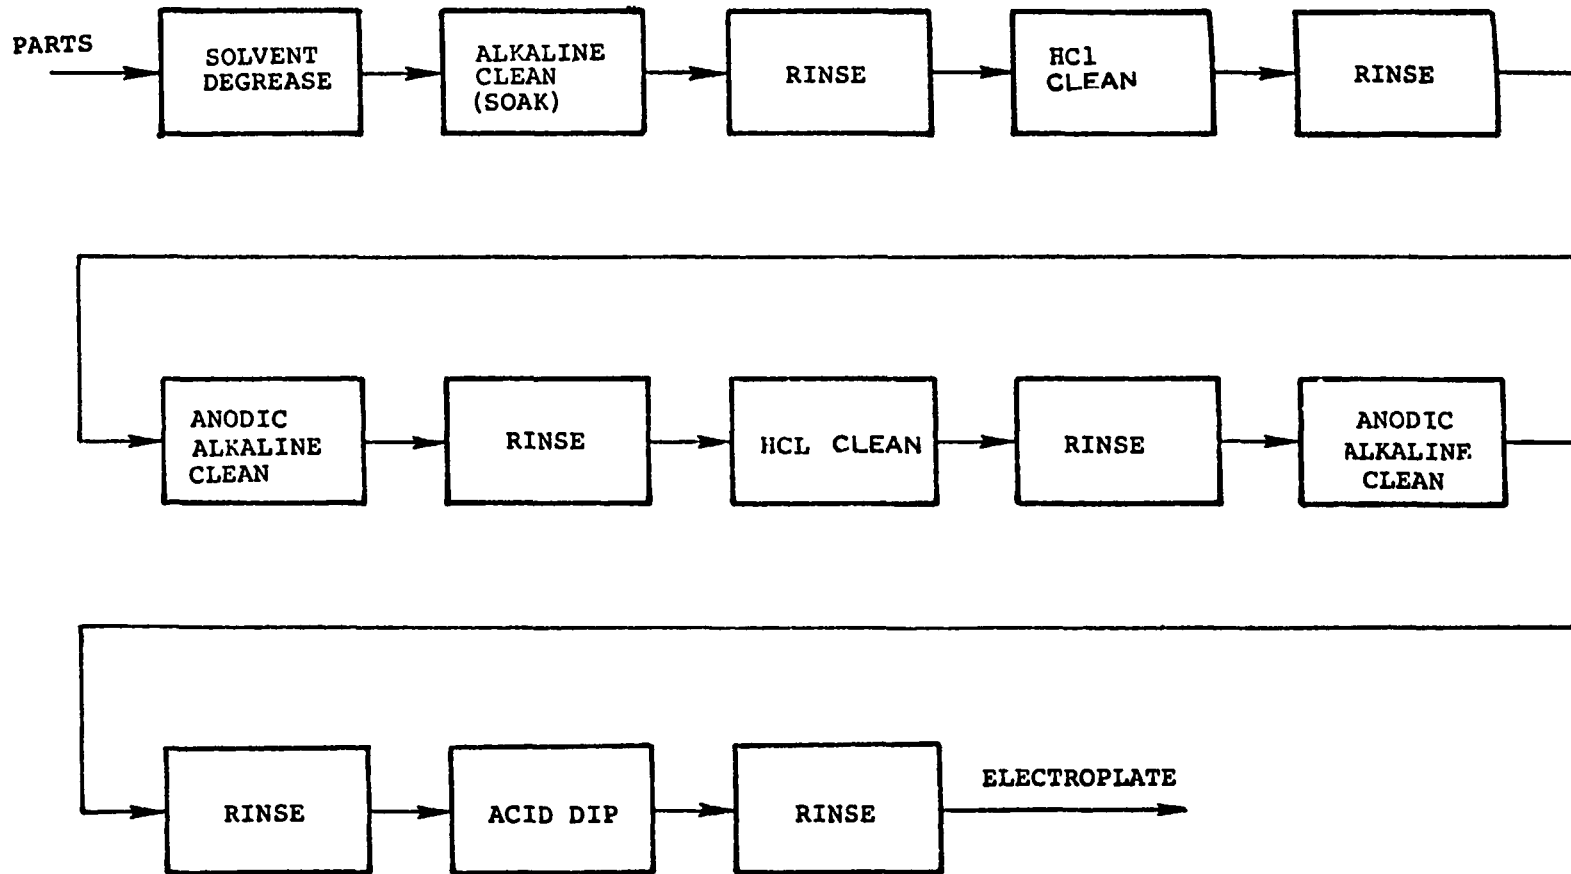 PARTS
SOLVENT
DEGREASE
ALKALINE
CLEAN
(SOAK)
RINSE
HCl
CLEAN
RINSE
ANODIC
ALKALINE
CLEAN
RINSE
HCL CLEAN
RINSE
ANODIC
ALKALINE
CLEAN
RINSE
ACID DIP
RINSE
ELECTROPLATE